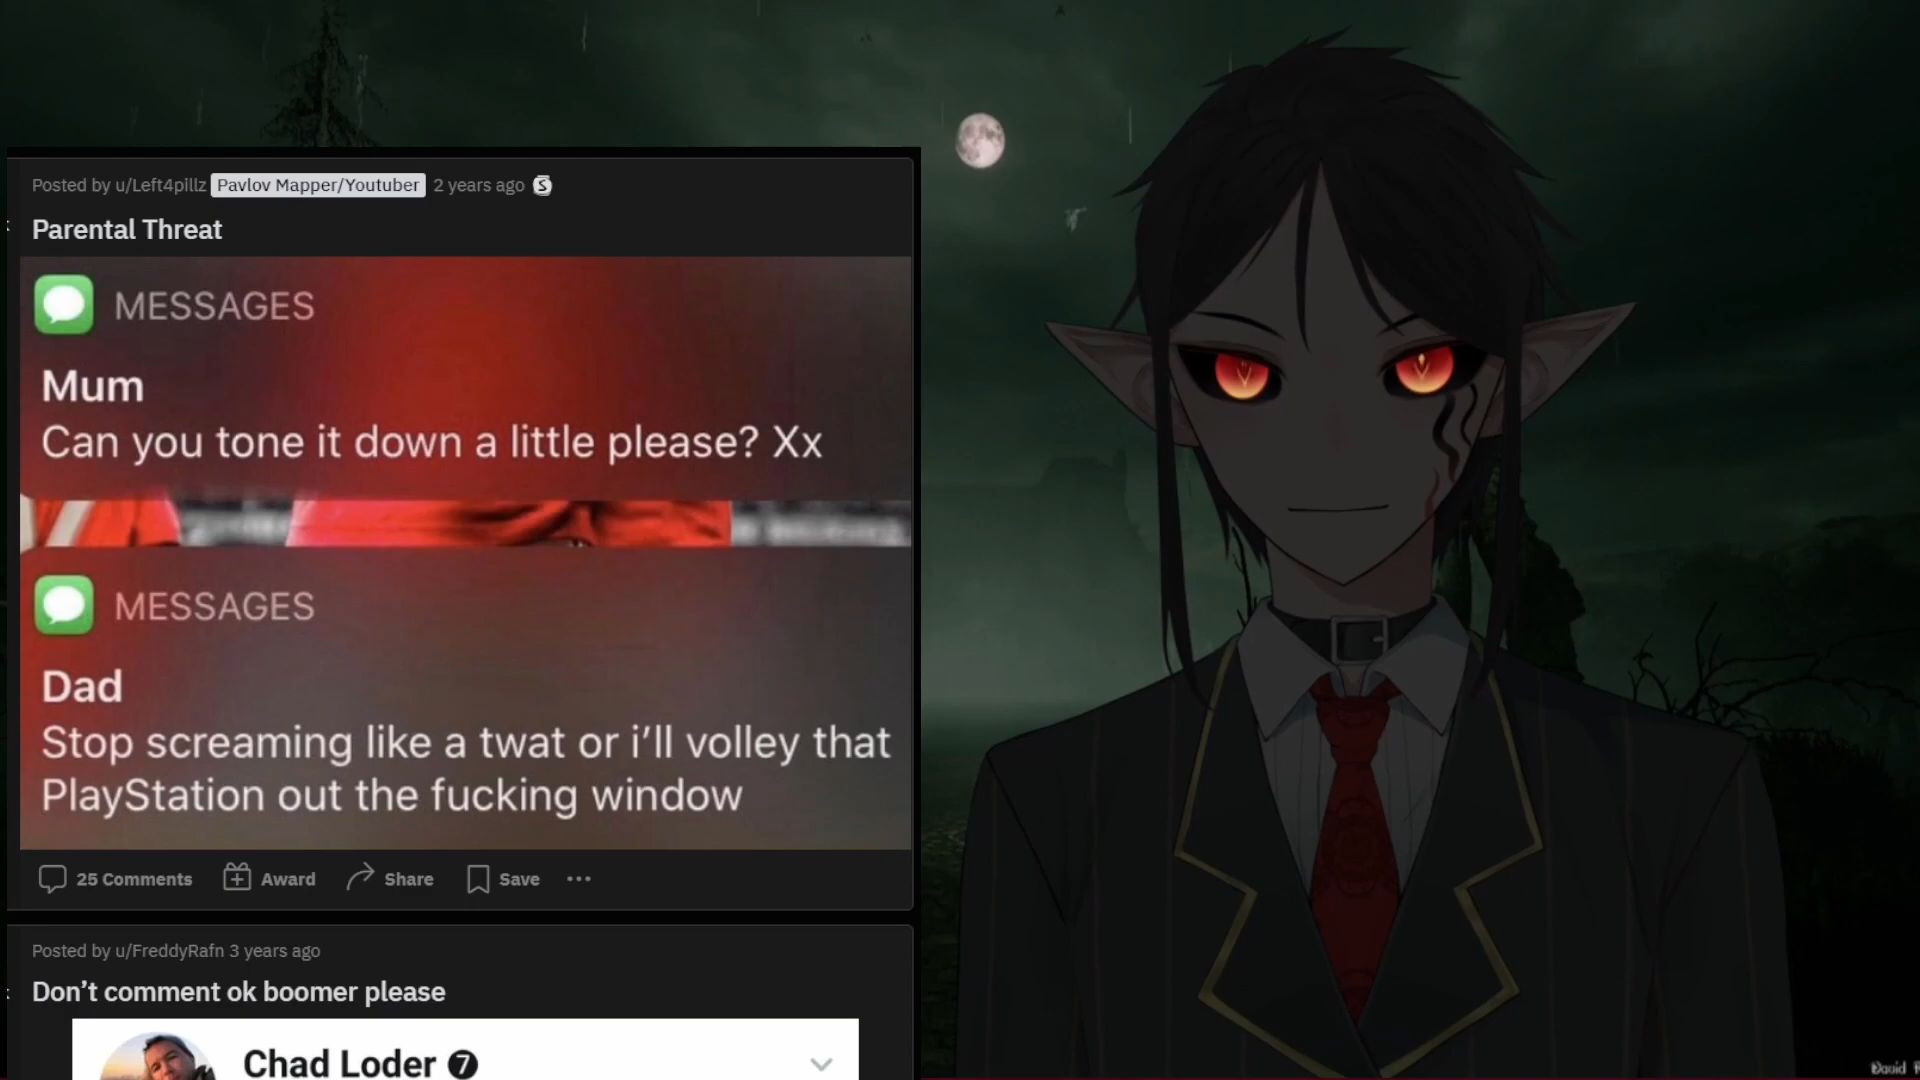 Posted by u/Left4pillz Pavlov Mapper/Youtuber 2 years ago
Parental Threat
MESSAGES
Mum
Can you tone it down a little please? Xx
MESSAGES
Dad
Stop screaming like a twat or i’ll volley that
PlayStation out the fucking window
25 Comments Award Share Save
Posted by u/FreddyRafn 3 years ago
Don’t comment ok boomer please
Chad Loder 7
David